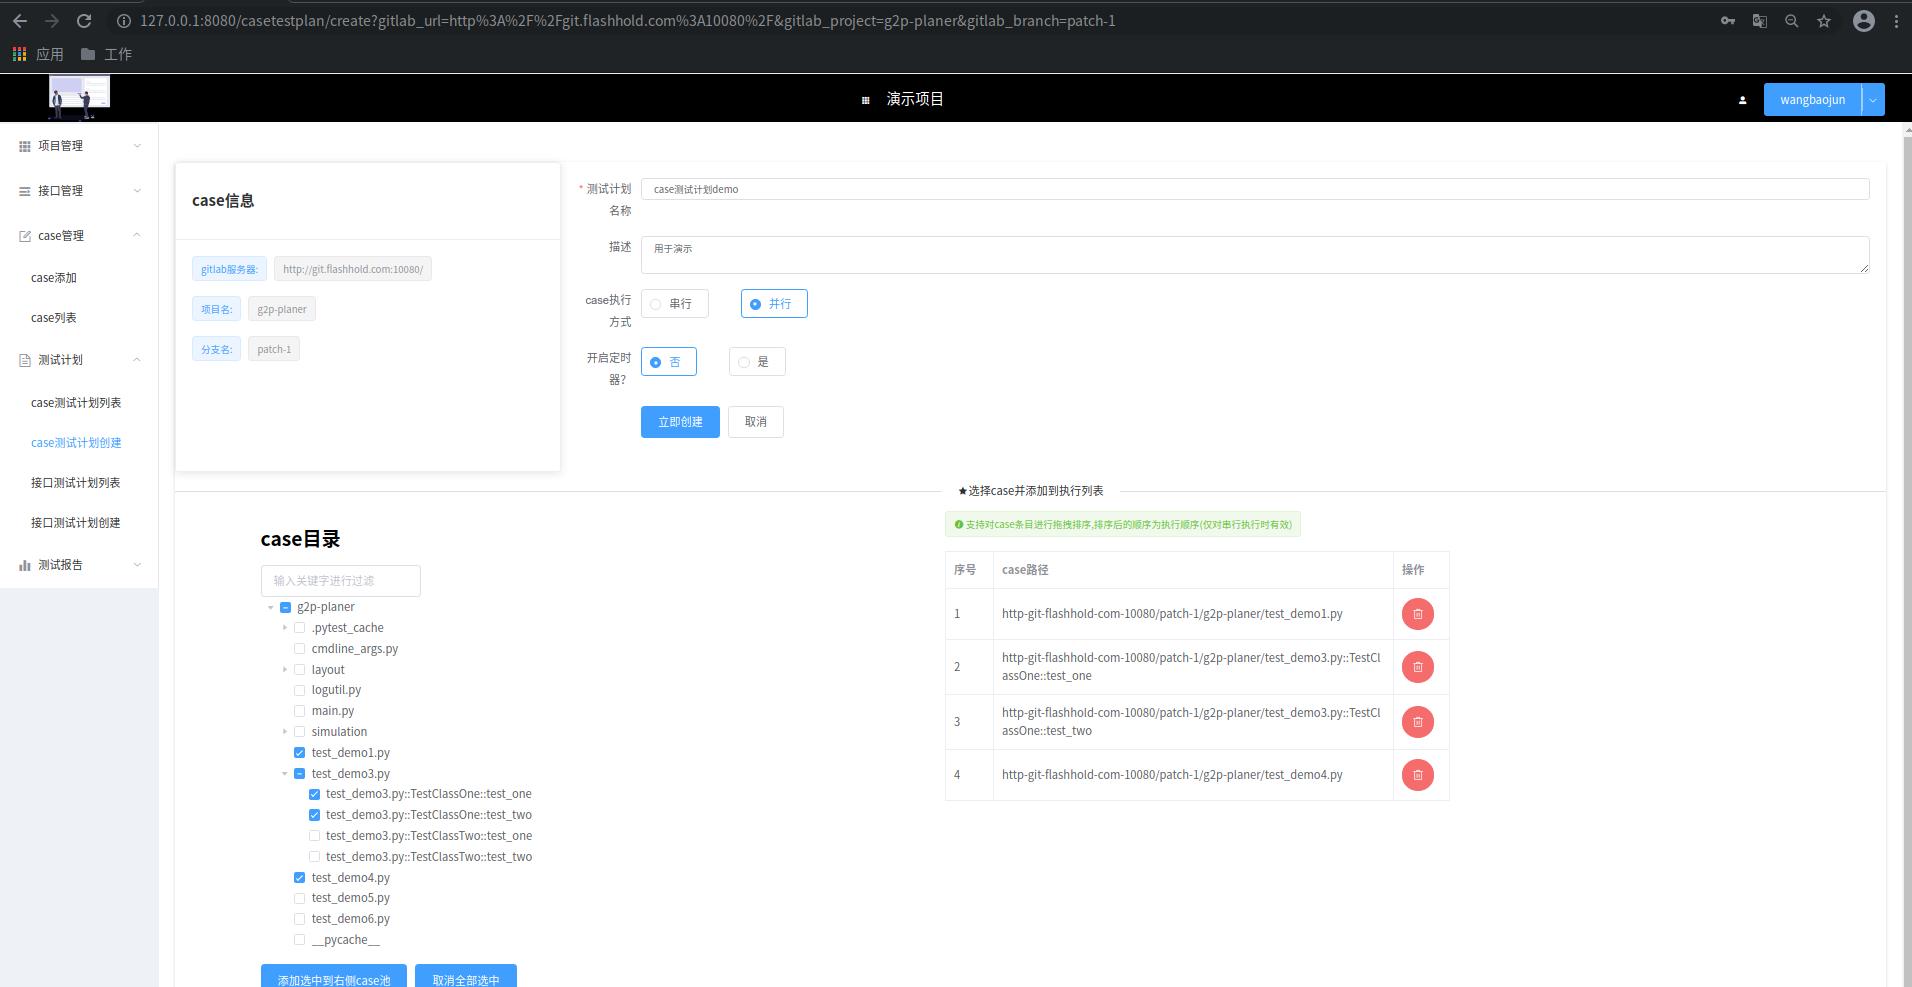 127.0.0.1:8080/casetestplan/create?gitlab_url=http%3A%2F%2Fgit.flashhold.com%3A10080%2F&gitlab_project=g2p-planer&gitlab_branch=patch-1
应用 工作
演示项目 wangbaojun
项目管理
接口管理
case管理
case添加
case列表
测试计划
case测试计划列表
case测试计划创建
接口测试计划列表
接口测试计划创建
测试报告
case信息
gitlab服务器: http://git.flashhold.com:10080/
项目名: g2p-planer
分支名: patch-1
* 测试计划名称 case测试计划demo
描述 用于演示
case执行方式 串行 并行
开启定时器? 否 是
立即创建 取消
★选择case并添加到执行列表
case目录
输入关键字进行过滤
g2p-planer
.pytest_cache
cmdline_args.py
layout
logutil.py
main.py
simulation
test_demo1.py
test_demo3.py
test_demo3.py::TestClassOne::test_one
test_demo3.py::TestClassOne::test_two
test_demo3.py::TestClassTwo::test_one
test_demo3.py::TestClassTwo::test_two
test_demo4.py
test_demo5.py
test_demo6.py
__pycache__
添加选中到右侧case池 取消全部选中
支持对case条目进行拖拽排序,排序后的顺序为执行顺序(仅对串行执行时有效)
序号 case路径 操作
1 http-git-flashhold-com-10080/patch-1/g2p-planer/test_demo1.py
2 http-git-flashhold-com-10080/patch-1/g2p-planer/test_demo3.py::TestCl
assOne::test_one
3 http-git-flashhold-com-10080/patch-1/g2p-planer/test_demo3.py::TestCl
assOne::test_two
4 http-git-flashhold-com-10080/patch-1/g2p-planer/test_demo4.py